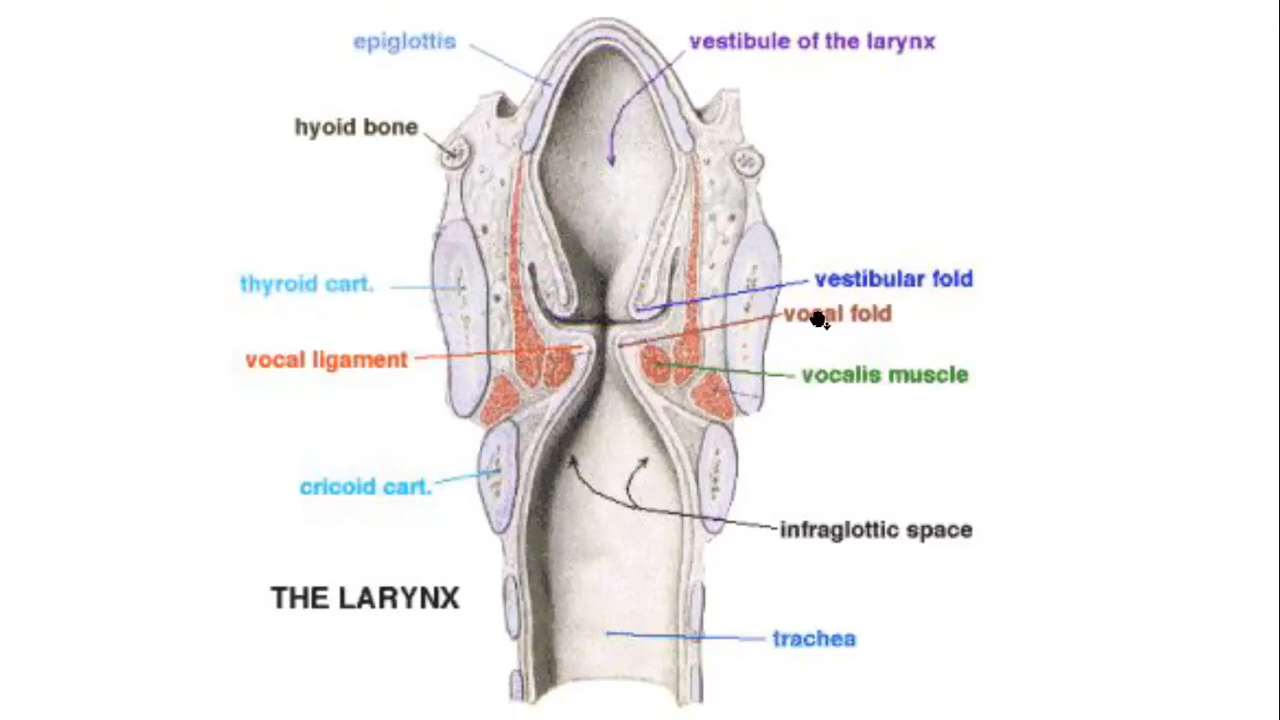 epiglottis
vestibule of the larynx
hyoid bone
thyroid cart.
vestibular fold
vocal fold
vocal ligament
vocalis muscle
cricoid cart.
infraglottic space
THE LARYNX
trachea